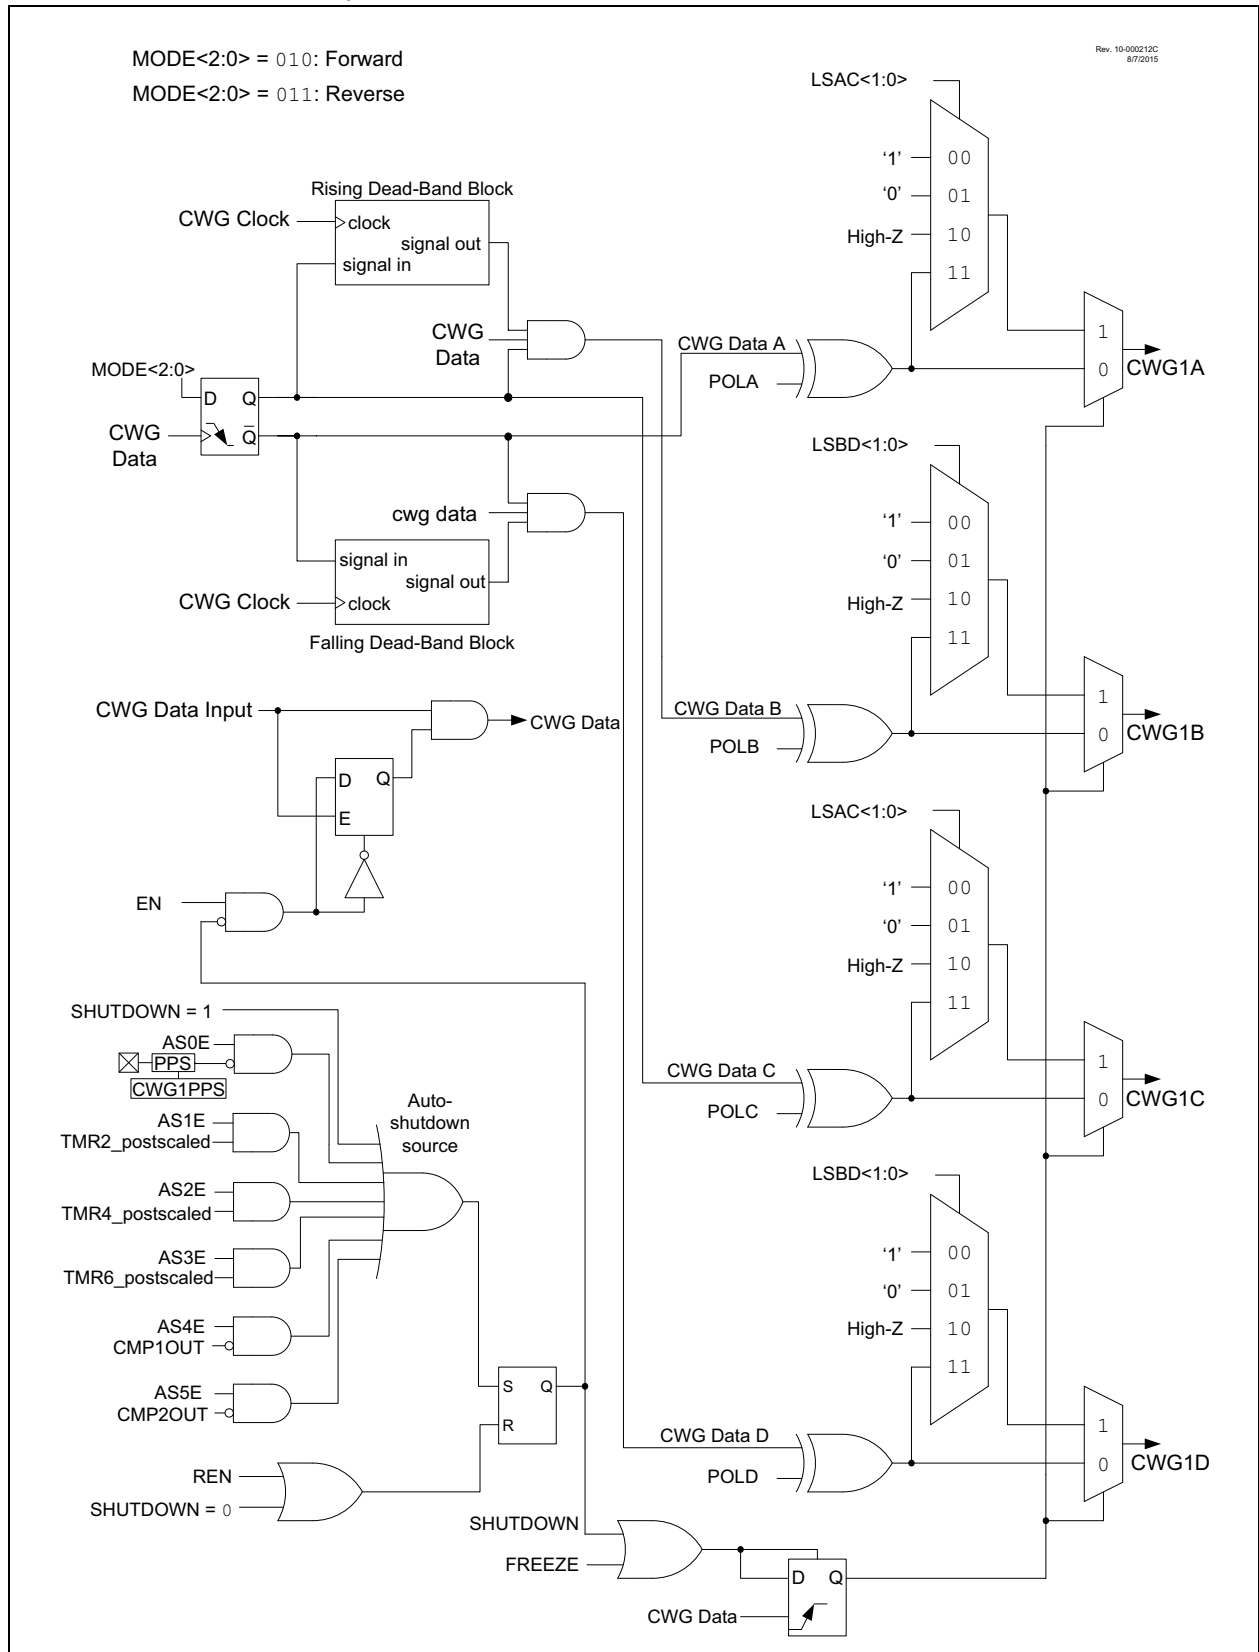 MODE<2:0> = 010: Forward
MODE<2:0> = 011: Reverse
Rev. 10-000212C
8/7/2015
LSAC<1:0>
'1'
00
'0'
01
High-Z
10
11
1
0
CWG1A
Rising Dead-Band Block
CWG Clock
clock
signal out
signal in
CWG
Data
CWG Data A
POLA
MODE<2:0>
D
Q
CWG
Data
Q
cwg data
signal in
signal out
CWG Clock
clock
Falling Dead-Band Block
LSBD<1:0>
'1'
00
'0'
01
High-Z
10
11
1
0
CWG1B
CWG Data B
POLB
CWG Data Input
CWG Data
D
Q
E
EN
LSAC<1:0>
'1'
00
'0'
01
High-Z
10
11
1
0
CWG1C
CWG Data C
POLC
SHUTDOWN = 1
AS0E
PPS
CWG1PPS
AS1E
TMR2_postscaled
AS2E
TMR4_postscaled
AS3E
TMR6_postscaled
AS4E
CMP1OUT
AS5E
CMP2OUT
Auto-
shutdown
source
S
Q
R
REN
SHUTDOWN = 0
LSBD<1:0>
'1'
00
'0'
01
High-Z
10
11
1
0
CWG1D
CWG Data D
POLD
SHUTDOWN
FREEZE
D
Q
CWG Data